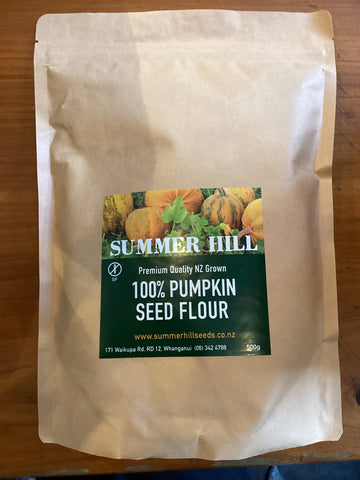 SUMMER HILL
Premium Quality NZ Grown
GF
100% PUMPKIN
SEED FLOUR
www.summerhillseeds.co.nz
171 Waikupa Rd, RD 12, Whanganui (06) 342 4788
500g